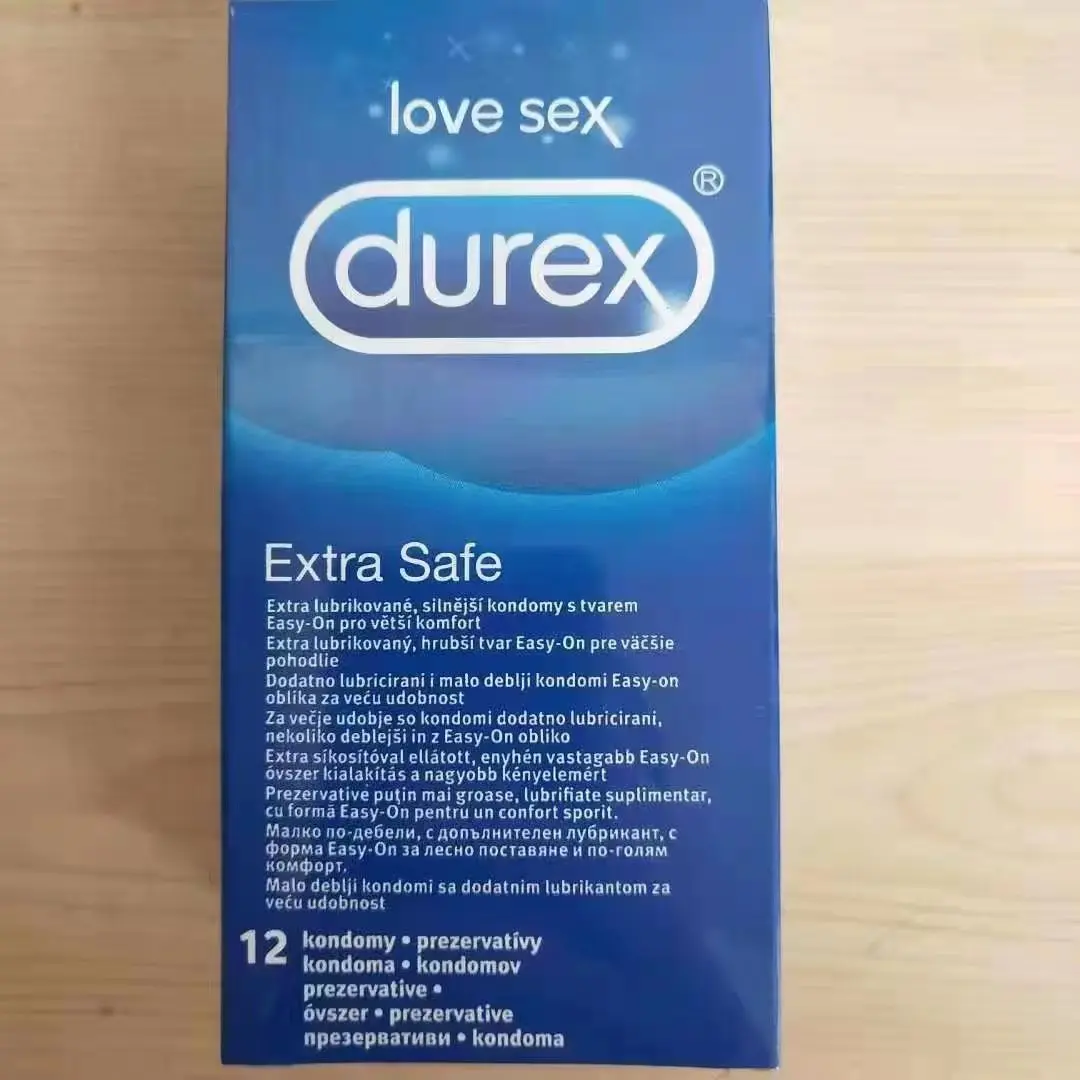 love sex
durex®
Extra Safe
Extra lubrikované, silnější kondomy s tvarem
Easy-On pro větší komfort
Extra lubrikovaný, hrubší tvar Easy-On pre väčšie
pohodlie
Dodatno lubricirani i malo deblji kondomi Easy-on
oblika za veću udobnost
Za večje udobje so kondomi dodatno lubricirani,
nekoliko deblejši in z Easy-On obliko
Extra síkosítóval ellátott, enyhén vastagabb Easy-On
óvszer kialakítás a nagyobb kényelemért
Prezervative puţin mai groase, lubrifiate suplimentar,
cu formă Easy-On pentru un confort sporit.
Малко по-дебели, с допълнителен лубрикант, с
форма Easy-On за лесно поставяне и по-голям
комфорт.
Malo deblji kondomi sa dodatnim lubrikantom za
veću udobnost
12 kondomy • prezervatívy
kondoma • kondomov
prezervative •
óvszer • prezervative
презервативи • kondoma